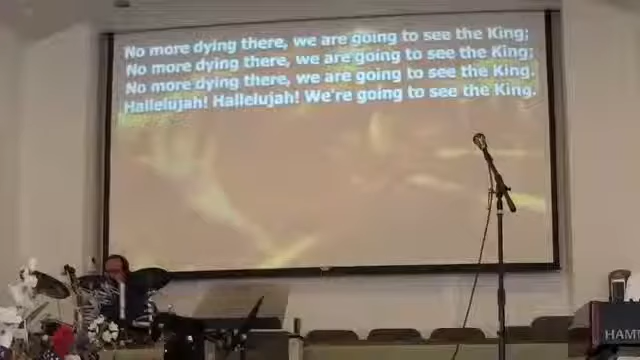 No more dying there, we are going to see the King;
No more dying there, we are going to see the King;
No more dying there, we are going to see the King.
Hallelujah! Hallelujah! We're going to see the King.
HAM